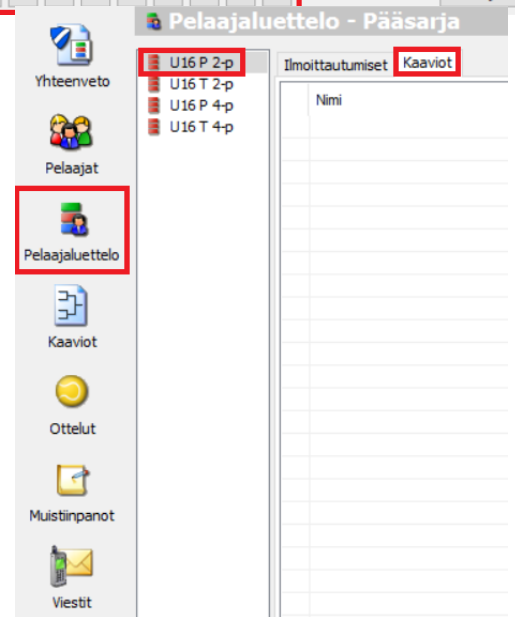 Pelaajaluettelo - Pääsarja
Yhteenveto
Pelaajat
Pelaajaluettelo
Kaaviot
Ottelut
Muistiinpanot
Viestit
U16 P 2-p
U16 T 2-p
U16 P 4-p
U16 T 4-p
Ilmoittautumiset Kaaviot
Nimi